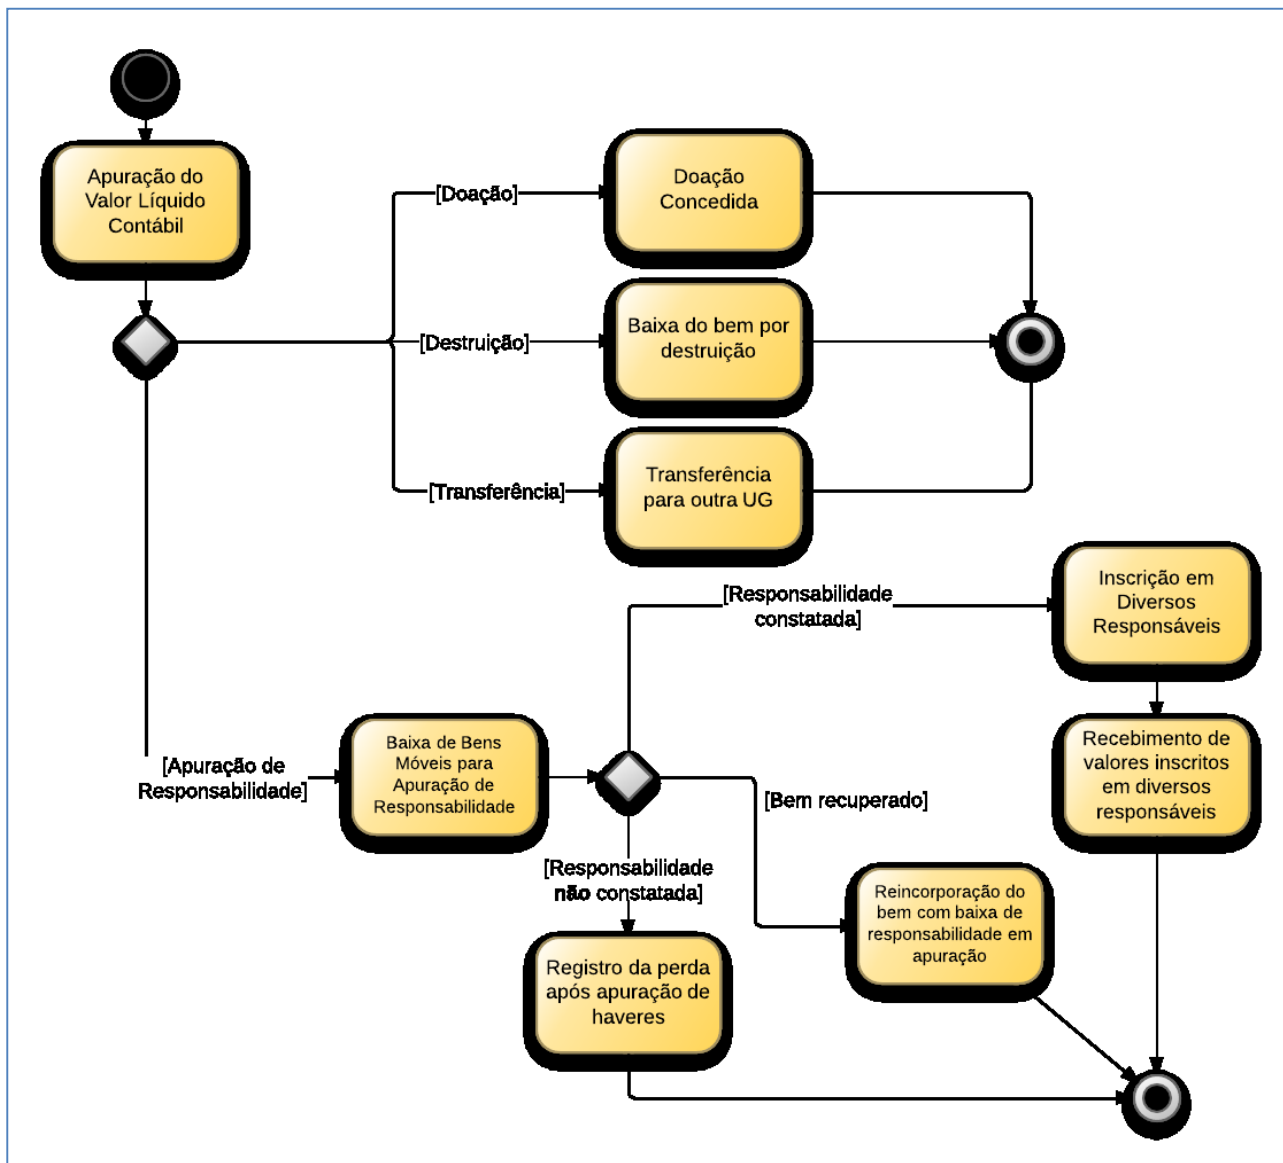 Apuração do
Valor Líquido
Contábil
[Doação]
Doação
Concedida
[Destruição]
Baixa do bem por
destruição
[Transferência]
Transferência
para outra UG
[Responsabilidade
constatada]
Inscrição em
Diversos
Responsáveis
[Apuração de
Responsabilidade]
Baixa de Bens
Móveis para
Apuração de
Responsabilidade
[Bem recuperado]
Recebimento de
valores inscritos
em diversos
responsáveis
[Responsabilidade
não constatada]
Reincorporação do
bem com baixa de
responsabilidade em
apuração
Registro da perda
após apuração de
haveres